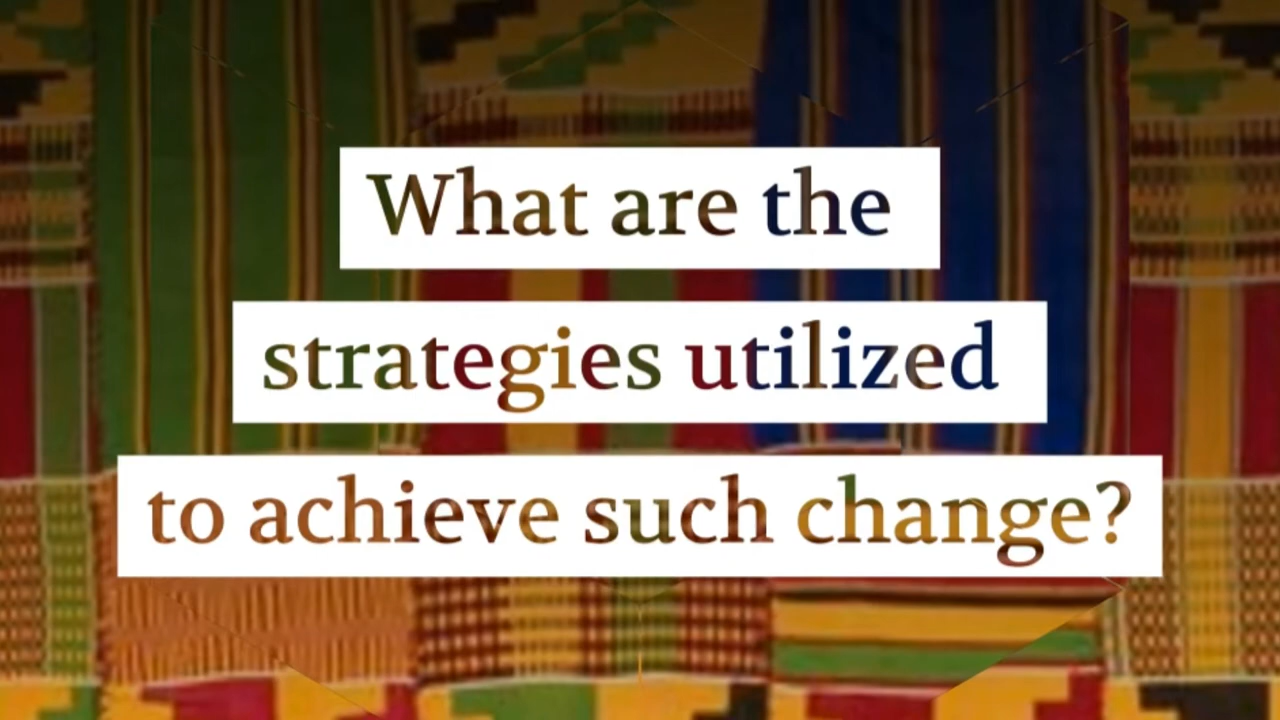 What are the
strategies utilized
to achieve such change?